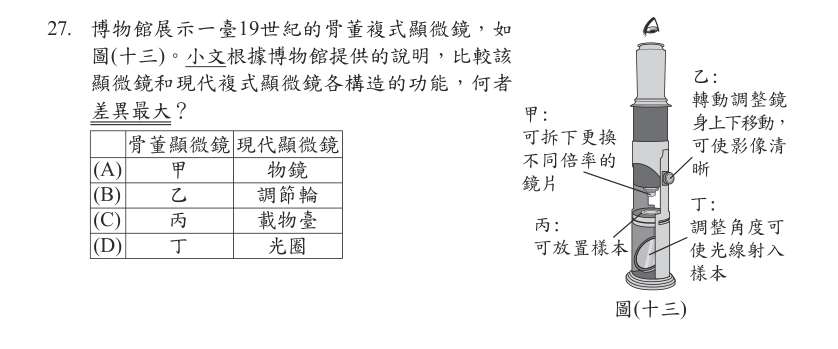 27. 博物館展示一臺19世紀的骨董複式顯微鏡,如
圖(十三)。小文根據博物館提供的說明,比較該
顯微鏡和現代複式顯微鏡各構造的功能,何者
差異最大?
骨董顯微鏡 現代顯微鏡
(A) 甲 物鏡
(B) 乙 調節輪
(C) 丙 載物臺
(D) 丁 光圈
甲:
可拆下更換
不同倍率的
鏡片
乙:
轉動調整鏡
身上下移動,
可使影像清
晰
丙:
可放置樣本
丁:
調整角度可
使光線射入
樣本
圖(十三)